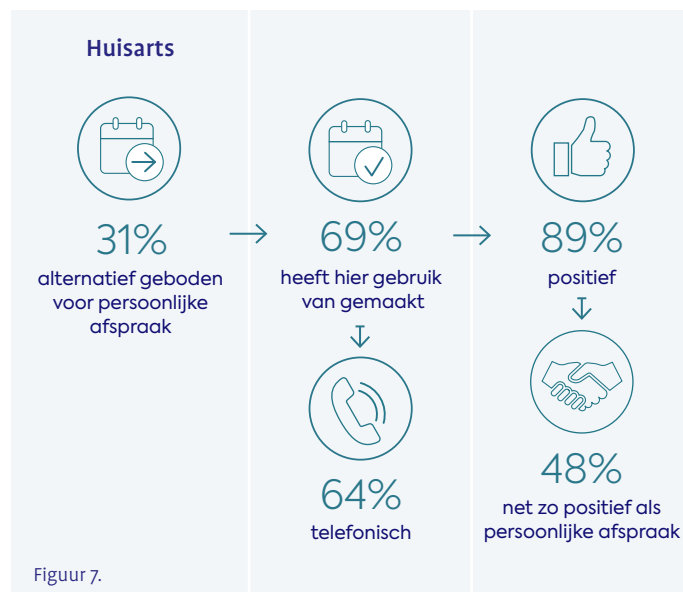 Huisarts
31%
alternatief geboden
voor persoonlijke
afspraak
69%
heeft hier gebruik
van gemaakt
64%
telefonisch
89%
positief
48%
net zo positief als
persoonlijke afspraak
Figuur 7.